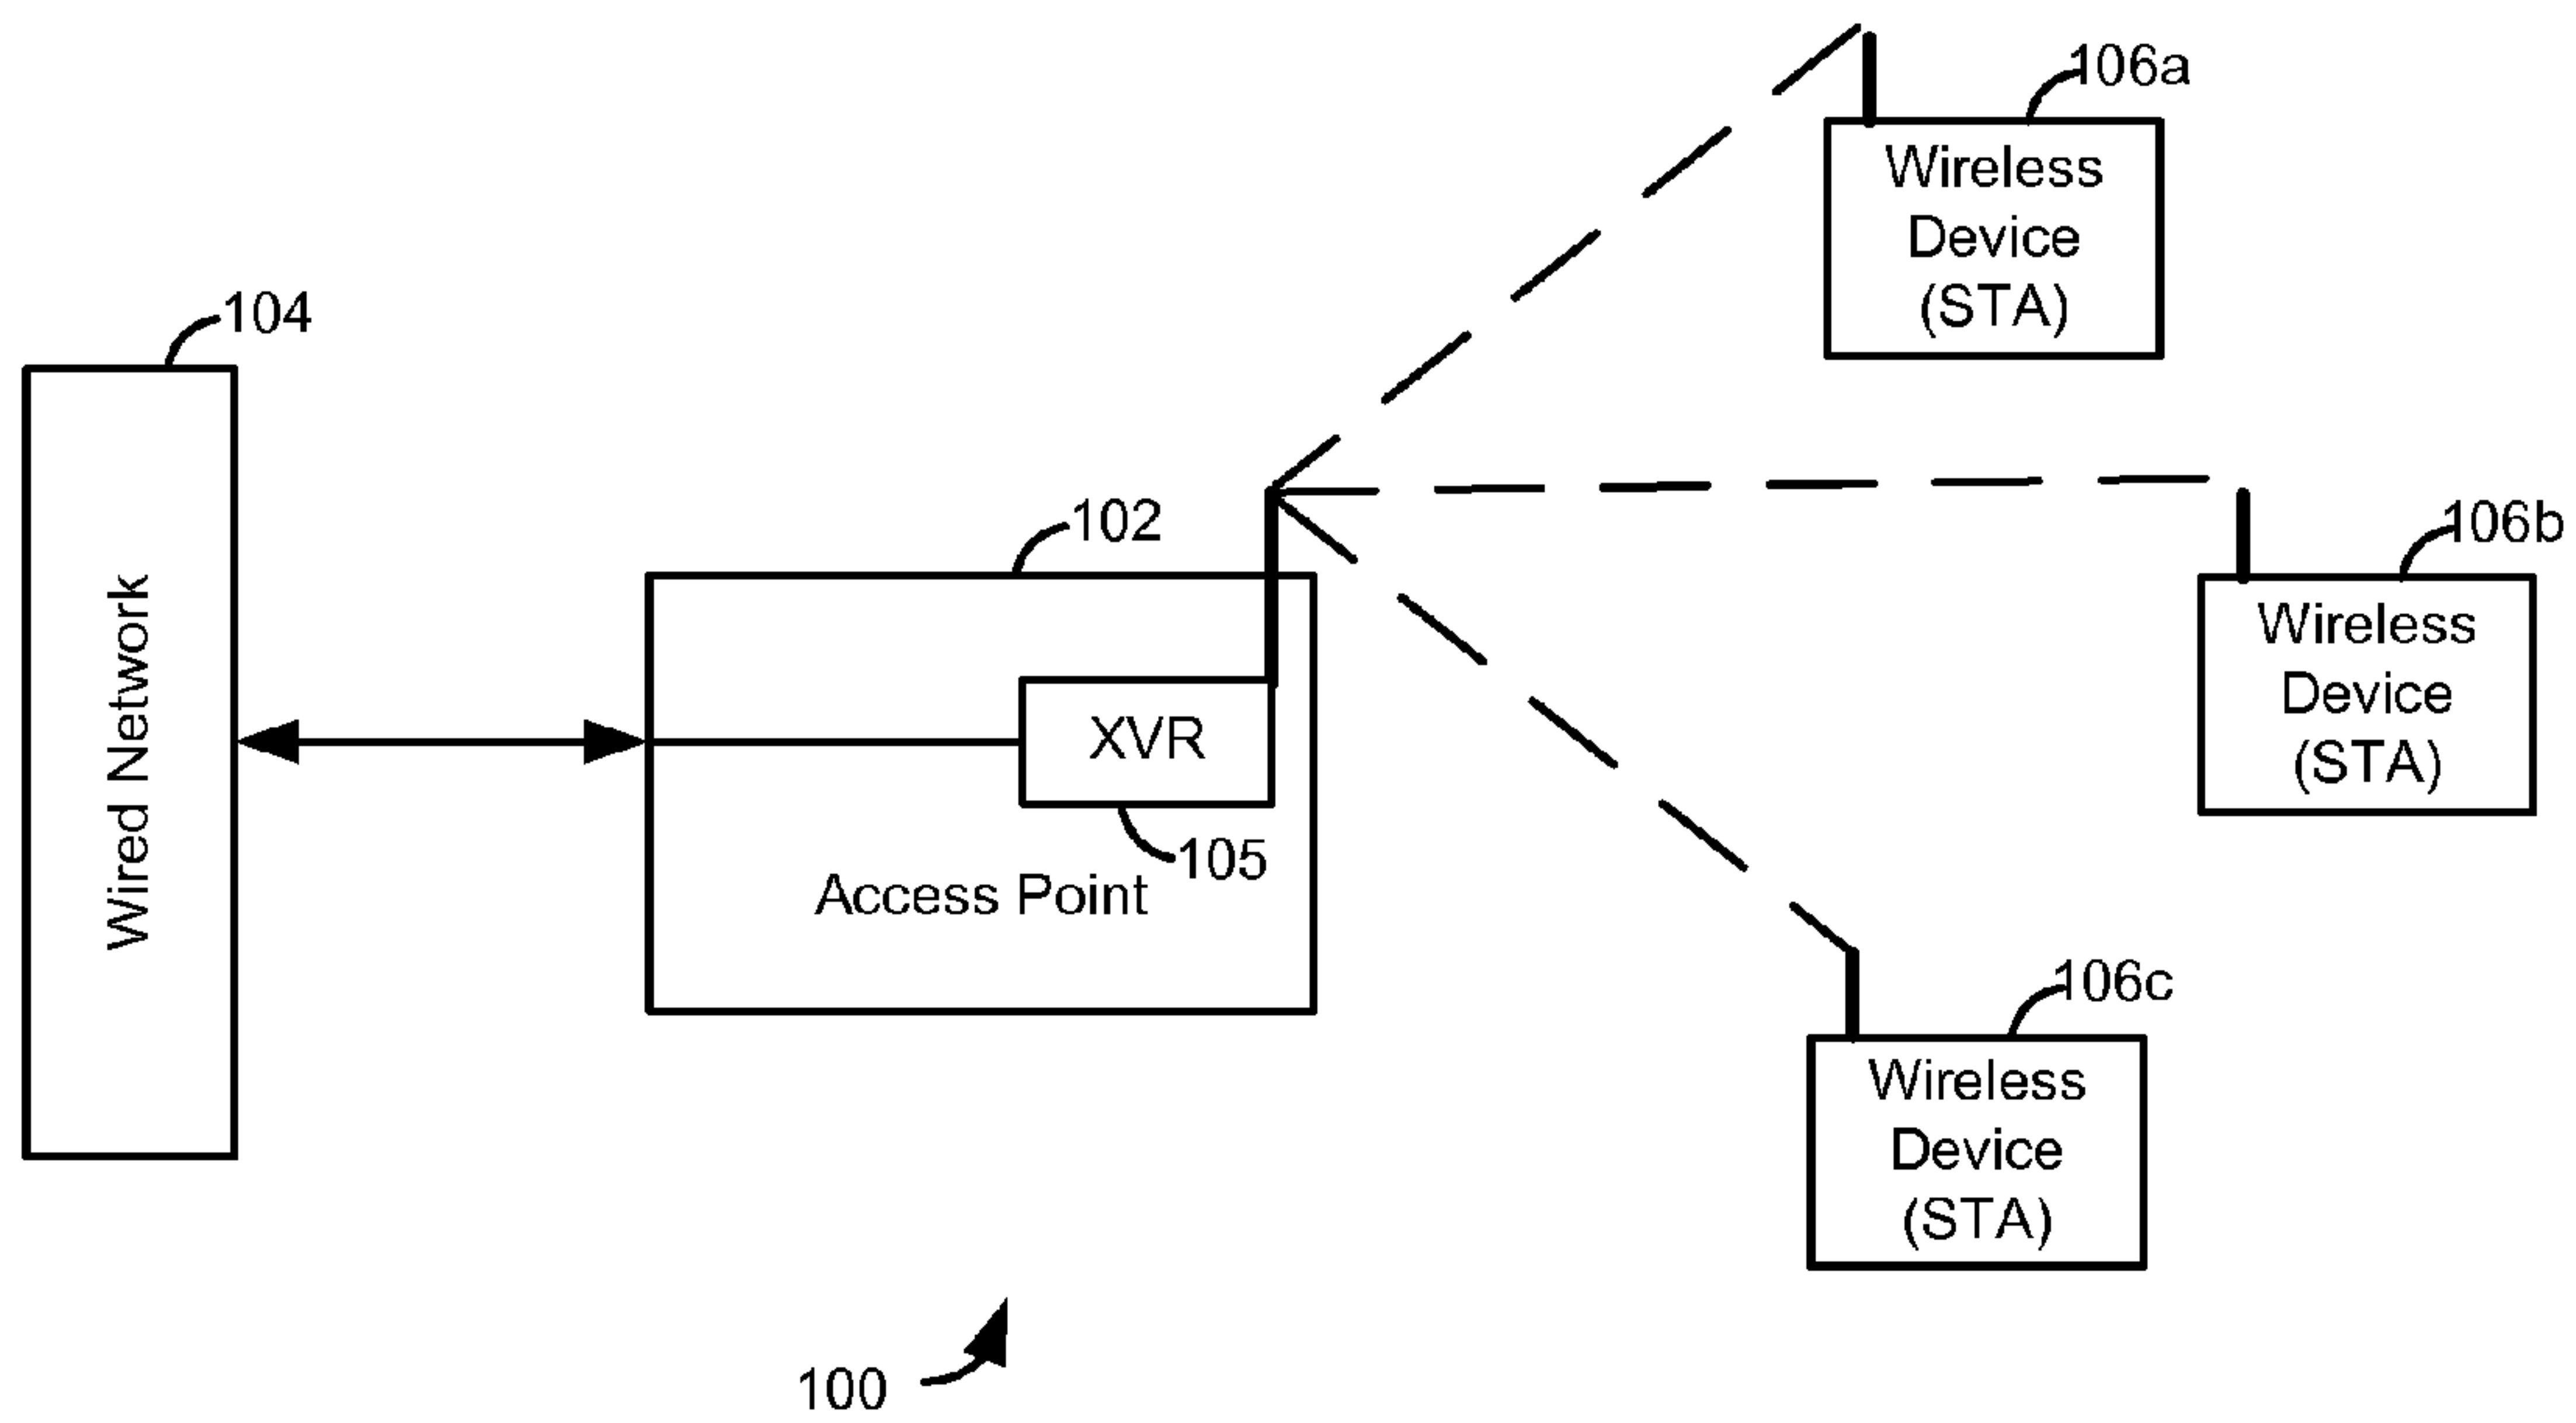 106a
Wireless
Device
(STA)
104
Wired Network
102
XVR
105
Access Point
106b
Wireless
Device
(STA)
106c
Wireless
Device
(STA)
100